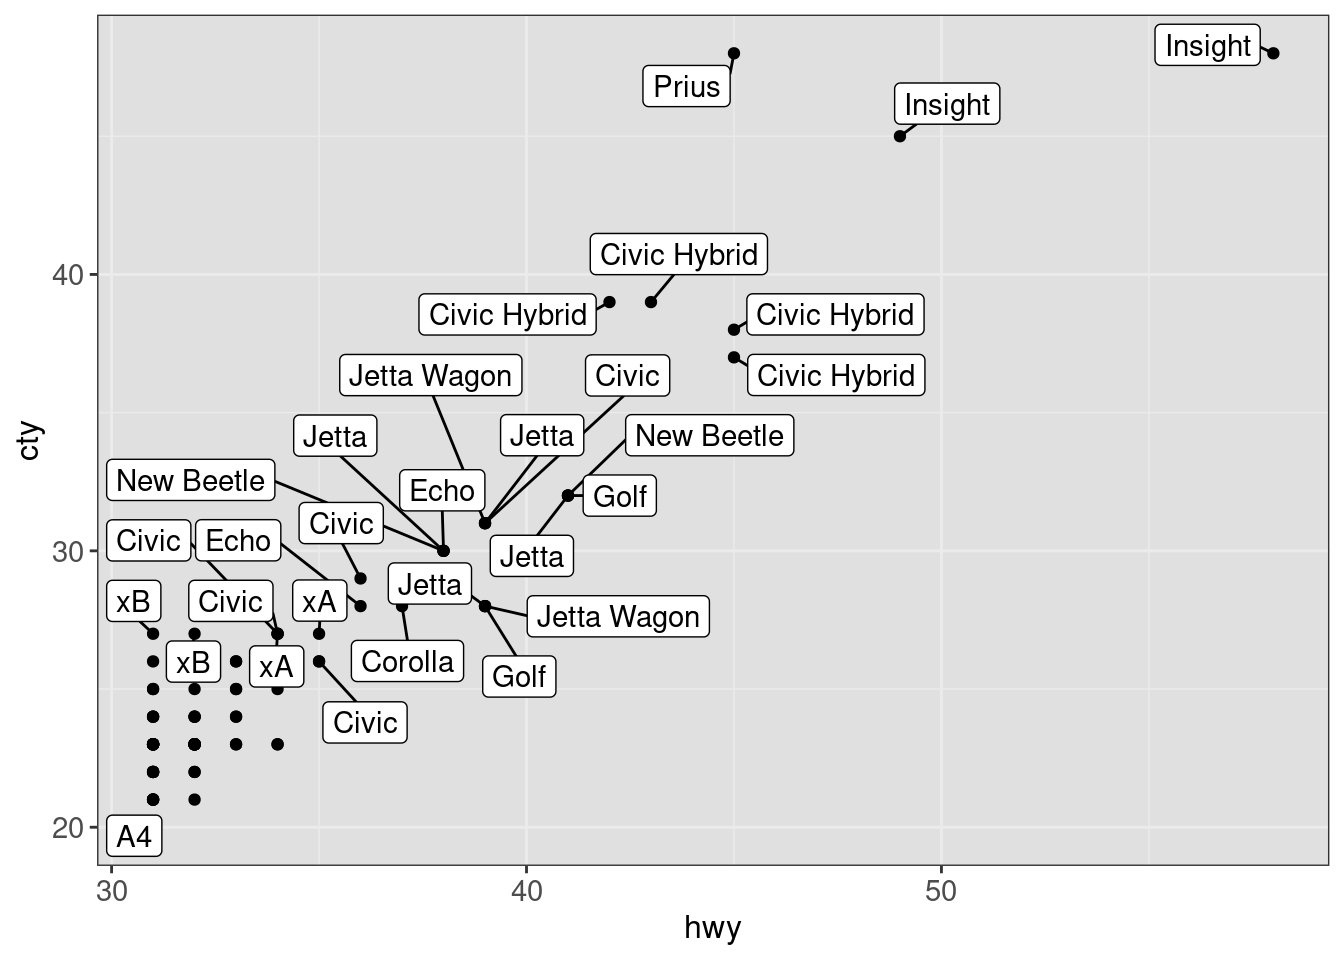 Insight
Prius
Insight
Civic Hybrid
Civic Hybrid
Civic Hybrid
Jetta Wagon
Civic
Civic Hybrid
Jetta
Jetta
New Beetle
New Beetle
Echo
Golf
Civic
Civic
Echo
Jetta
Jetta
xB
Civic
xA
Jetta Wagon
xB
xA
Corolla
Golf
Civic
A4
40
30
20
30
40
50
cty
hwy